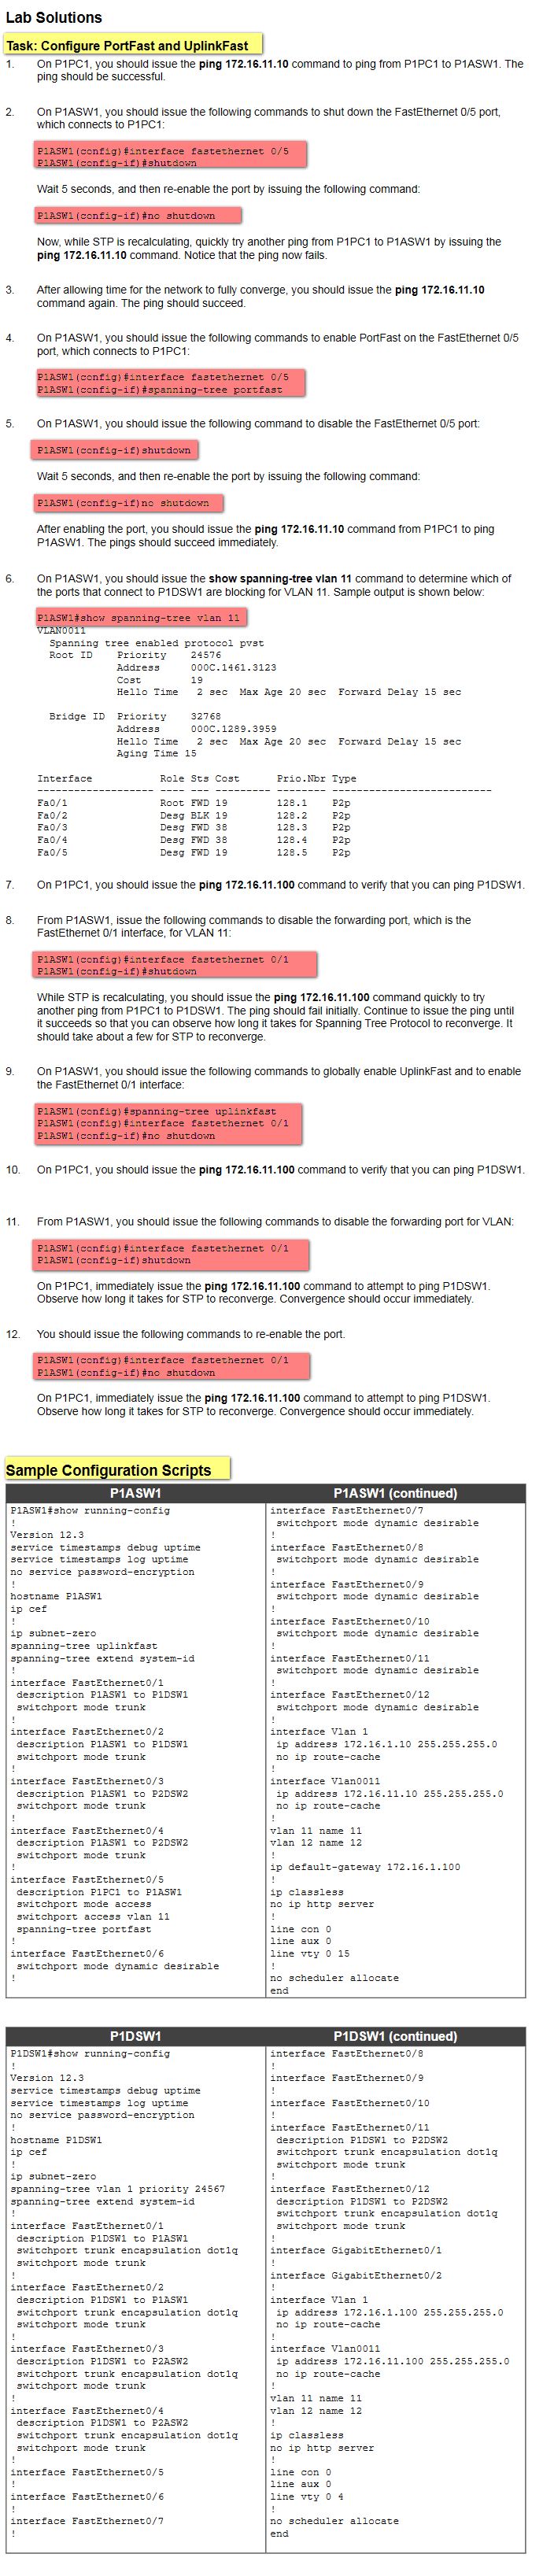 Lab Solutions
Task: Configure PortFast and UplinkFast
1. On P1PC1, you should issue the ping 172.16.11.10 command to ping from P1PC1 to P1ASW1. The
ping should be successful.
2. On P1ASW1, you should issue the following commands to shut down the FastEthernet 0/5 port,
which connects to P1PC1:
P1ASW1(config)#interface fastethernet 0/5
P1ASW1(config-if)#shutdown
Wait 5 seconds, and then re-enable the port by issuing the following command:
P1ASW1(config-if)#no shutdown
Now, while STP is recalculating, quickly try another ping from P1PC1 to P1ASW1 by issuing the
ping 172.16.11.10 command. Notice that the ping now fails.
3. After allowing time for the network to fully converge, you should issue the ping 172.16.11.10
command again. The ping should succeed.
4. On P1ASW1, you should issue the following commands to enable PortFast on the FastEthernet 0/5
port, which connects to P1PC1:
P1ASW1(config)#interface fastethernet 0/5
P1ASW1(config-if)#spanning-tree portfast
5. On P1ASW1, you should issue the following command to disable the FastEthernet 0/5 port:
P1ASW1(config-if)shutdown
Wait 5 seconds, and then re-enable the port by issuing the following command:
P1ASW1(config-if)no shutdown
After enabling the port, you should issue the ping 172.16.11.10 command from P1PC1 to ping
P1ASW1. The pings should succeed immediately.
6. On P1ASW1, you should issue the show spanning-tree vlan 11 command to determine which of
the ports that connect to P1DSW1 are blocking for VLAN 11. Sample output is shown below:
P1ASW1#show spanning-tree vlan 11
VLAN0011
Spanning tree enabled protocol pvst
Root ID Priority 24576
Address 000C.1461.3123
Cost 19
Hello Time 2 sec Max Age 20 sec Forward Delay 15 sec
Bridge ID Priority 32768
Address 000C.1289.3959
Hello Time 2 sec Max Age 20 sec Forward Delay 15 sec
Aging Time 15
Interface Role Sts Cost Prio.Nbr Type
------------------- ---- --- --------- -------- --------------------------
Fa0/1 Root FWD 19 128.1 P2p
Fa0/2 Desg BLK 19 128.2 P2p
Fa0/3 Desg FWD 38 128.3 P2p
Fa0/4 Desg FWD 38 128.4 P2p
Fa0/5 Desg FWD 19 128.5 P2p
7. On P1PC1, you should issue the ping 172.16.11.100 command to verify that you can ping P1DSW1.
8. From P1ASW1, issue the following commands to disable the forwarding port, which is the
FastEthernet 0/1 interface, for VLAN 11:
P1ASW1(config)#interface fastethernet 0/1
P1ASW1(config-if)#shutdown
While STP is recalculating, you should issue the ping 172.16.11.100 command quickly to try
another ping from P1PC1 to P1DSW1. The ping should fail initially. Continue to issue the ping until
it succeeds so that you can observe how long it takes for Spanning Tree Protocol to reconverge. It
should take about a few for STP to reconverge.
9. On P1ASW1, you should issue the following commands to globally enable UplinkFast and to enable
the FastEthernet 0/1 interface:
P1ASW1(config)#spanning-tree uplinkfast
P1ASW1(config)#interface fastethernet 0/1
P1ASW1(config-if)#no shutdown
10. On P1PC1, you should issue the ping 172.16.11.100 command to verify that you can ping P1DSW1.
11. From P1ASW1, you should issue the following commands to disable the forwarding port for VLAN:
P1ASW1(config)#interface fastethernet 0/1
P1ASW1(config-if)shutdown
On P1PC1, immediately issue the ping 172.16.11.100 command to attempt to ping P1DSW1.
Observe how long it takes for STP to reconverge. Convergence should occur immediately.
12. You should issue the following commands to re-enable the port.
P1ASW1(config)#interface fastethernet 0/1
P1ASW1(config-if)#no shutdown
On P1PC1, immediately issue the ping 172.16.11.100 command to attempt to ping P1DSW1.
Observe how long it takes for STP to reconverge. Convergence should occur immediately.
Sample Configuration Scripts
P1ASW1
P1ASW1#show running-config
!
Version 12.3
service timestamps debug uptime
service timestamps log uptime
no service password-encryption
!
hostname P1ASW1
ip cef
!
ip subnet-zero
spanning-tree uplinkfast
spanning-tree extend system-id
!
interface FastEthernet0/1
description P1ASW1 to P1DSW1
switchport mode trunk
!
interface FastEthernet0/2
description P1ASW1 to P1DSW1
switchport mode trunk
!
interface FastEthernet0/3
description P1ASW1 to P2DSW2
switchport mode trunk
!
interface FastEthernet0/4
description P1ASW1 to P2DSW2
switchport mode trunk
!
interface FastEthernet0/5
description P1PC1 to P1ASW1
switchport mode access
switchport access vlan 11
spanning-tree portfast
!
interface FastEthernet0/6
switchport mode dynamic desirable
!
P1ASW1 (continued)
interface FastEthernet0/7
switchport mode dynamic desirable
!
interface FastEthernet0/8
switchport mode dynamic desirable
!
interface FastEthernet0/9
switchport mode dynamic desirable
!
interface FastEthernet0/10
switchport mode dynamic desirable
!
interface FastEthernet0/11
switchport mode dynamic desirable
!
interface FastEthernet0/12
switchport mode dynamic desirable
!
interface Vlan 1
ip address 172.16.1.10 255.255.255.0
no ip route-cache
!
interface Vlan0011
ip address 172.16.11.10 255.255.255.0
no ip route-cache
!
vlan 11 name 11
vlan 12 name 12
!
ip default-gateway 172.16.1.100
!
ip classless
no ip http server
!
line con 0
line aux 0
line vty 0 15
!
no scheduler allocate
end
P1DSW1
P1DSW1#show running-config
!
Version 12.3
service timestamps debug uptime
service timestamps log uptime
no service password-encryption
!
hostname P1DSW1
ip cef
!
ip subnet-zero
spanning-tree vlan 1 priority 24567
spanning-tree extend system-id
!
interface FastEthernet0/1
description P1DSW1 to P1ASW1
switchport trunk encapsulation dot1q
switchport mode trunk
!
interface FastEthernet0/2
description P1DSW1 to P1ASW1
switchport trunk encapsulation dot1q
switchport mode trunk
!
interface FastEthernet0/3
description P1DSW1 to P2ASW2
switchport trunk encapsulation dot1q
switchport mode trunk
!
interface FastEthernet0/4
description P1DSW1 to P2ASW2
switchport trunk encapsulation dot1q
switchport mode trunk
!
interface FastEthernet0/5
!
interface FastEthernet0/6
!
interface FastEthernet0/7
!
P1DSW1 (continued)
interface FastEthernet0/8
!
interface FastEthernet0/9
!
interface FastEthernet0/10
!
interface FastEthernet0/11
description P1DSW1 to P2DSW2
switchport trunk encapsulation dot1q
switchport mode trunk
!
interface FastEthernet0/12
description P1DSW1 to P2DSW2
switchport trunk encapsulation dot1q
switchport mode trunk
!
interface GigabitEthernet0/1
!
interface GigabitEthernet0/2
!
interface Vlan 1
ip address 172.16.1.100 255.255.255.0
no ip route-cache
!
interface Vlan0011
ip address 172.16.11.100 255.255.255.0
no ip route-cache
!
vlan 11 name 11
vlan 12 name 12
!
ip classless
no ip http server
!
line con 0
line aux 0
line vty 0 4
!
no scheduler allocate
end